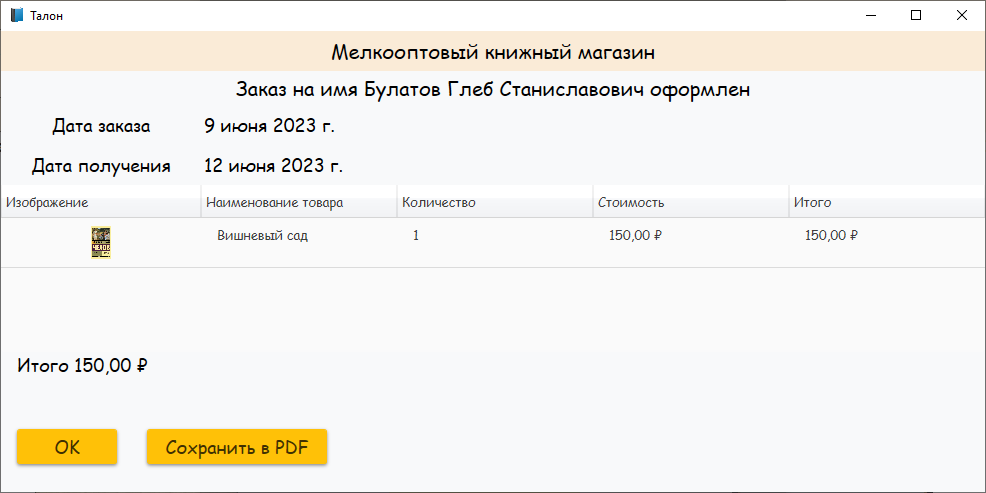 Талон
Мелкооптовый книжный магазин
Заказ на имя Булатов Глеб Станиславович оформлен
Дата заказа 9 июня 2023 г.
Дата получения 12 июня 2023 г.
Изображение Наименование товара Количество Стоимость Итого
ЧЕХОВ Вишневый сад 1 150,00 ₽ 150,00 ₽
Итого 150,00 ₽
OK Сохранить в PDF